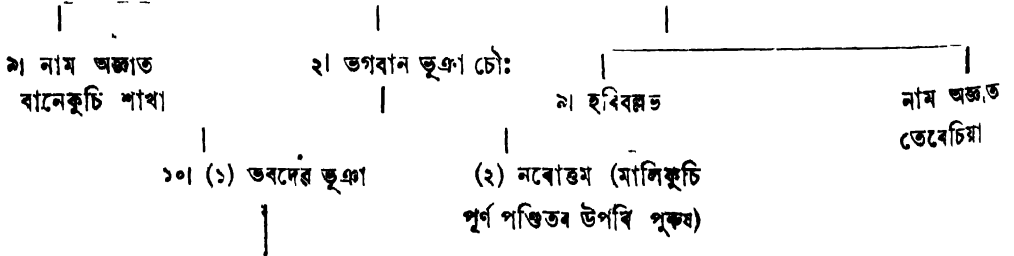 ৯। নাম অজ্ঞাত
বানেকুচি শাখা
২। ভগবান ভূঞা চৌঃ
৯। হৰিবল্লভ
নাম অজ্ঞাত
তেৰেচিয়া
১০। (১) ভবদেৱ ভূঞা
(২) নৰোত্তম (মালিকুচি
পূৰ্ণ পণ্ডিতৰ উপৰি পুৰুষ)